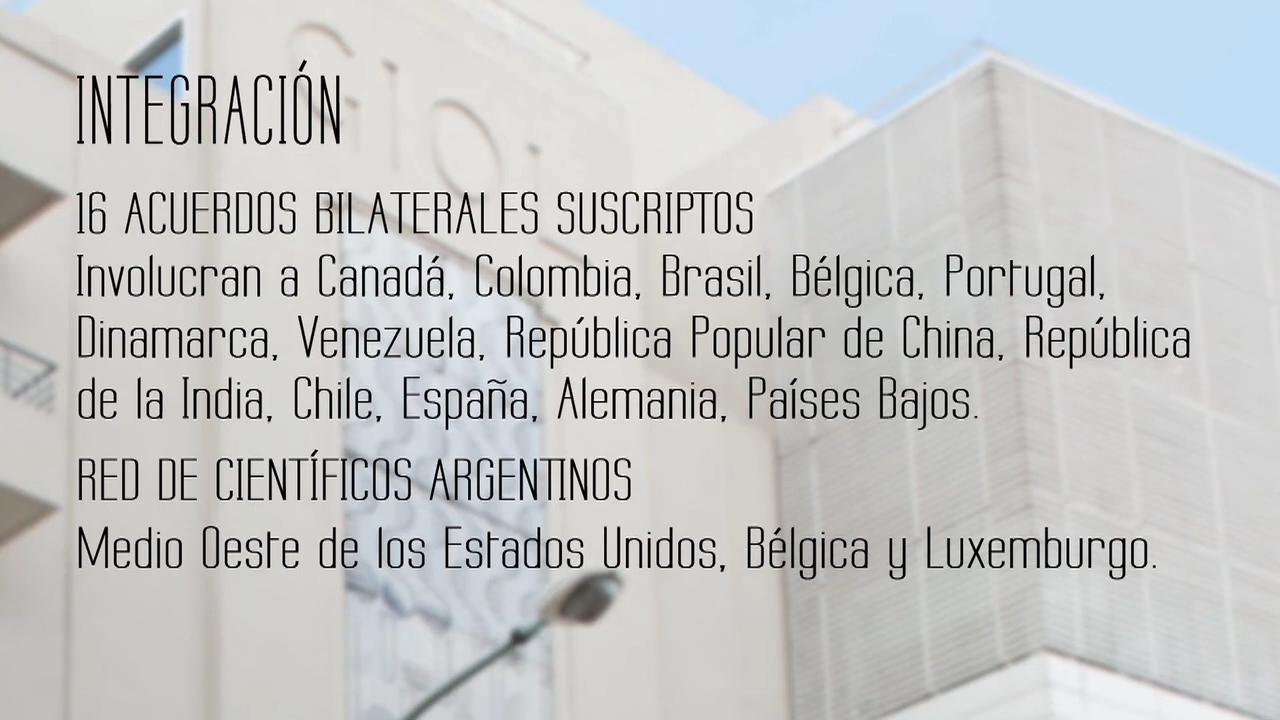 INTEGRACIÓN
16 ACUERDOS BILATERALES SUSCRIPTOS
Involucran a Canadá, Colombia, Brasil, Bélgica, Portugal,
Dinamarca, Venezuela, República Popular de China, República
de la India, Chile, España, Alemania, Países Bajos.
RED DE CIENTÍFICOS ARGENTINOS
Medio Oeste de los Estados Unidos, Bélgica y Luxemburgo.